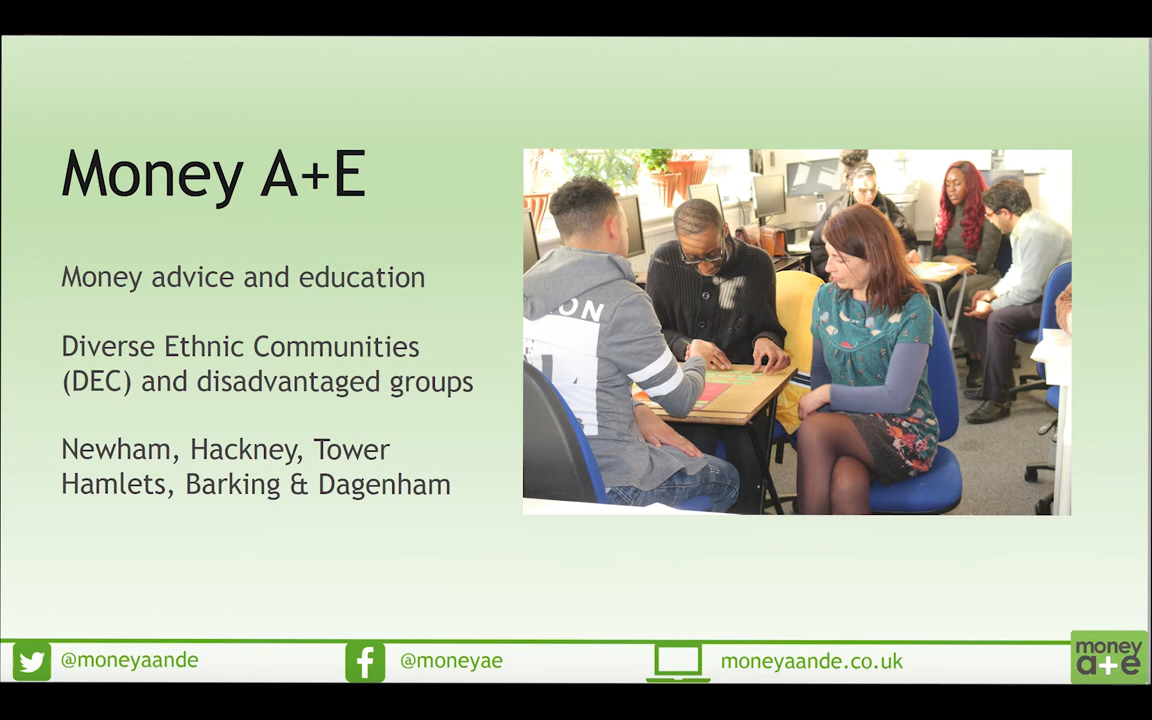 Money A+E
Money advice and education
Diverse Ethnic Communities
(DEC) and disadvantaged groups
Newham, Hackney, Tower
Hamlets, Barking & Dagenham
@moneyaande
@moneyae
moneyaande.co.uk
money
a+e